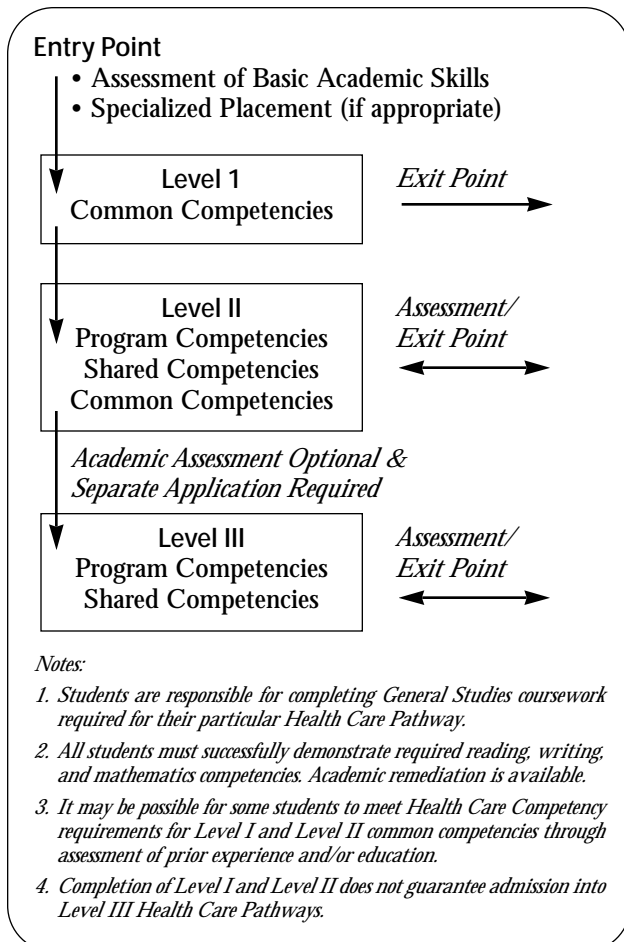 Entry Point
• Assessment of Basic Academic Skills
• Specialized Placement (if appropriate)
Level 1
Common Competencies
Exit Point
Level II
Program Competencies
Shared Competencies
Common Competencies
Assessment/
Exit Point
Academic Assessment Optional &
Separate Application Required
Level III
Program Competencies
Shared Competencies
Assessment/
Exit Point
Notes:
1. Students are responsible for completing General Studies coursework
required for their particular Health Care Pathway.
2. All students must successfully demonstrate required reading, writing,
and mathematics competencies. Academic remediation is available.
3. It may be possible for some students to meet Health Care Competency
requirements for Level I and Level II common competencies through
assessment of prior experience and/or education.
4. Completion of Level I and Level II does not guarantee admission into
Level III Health Care Pathways.